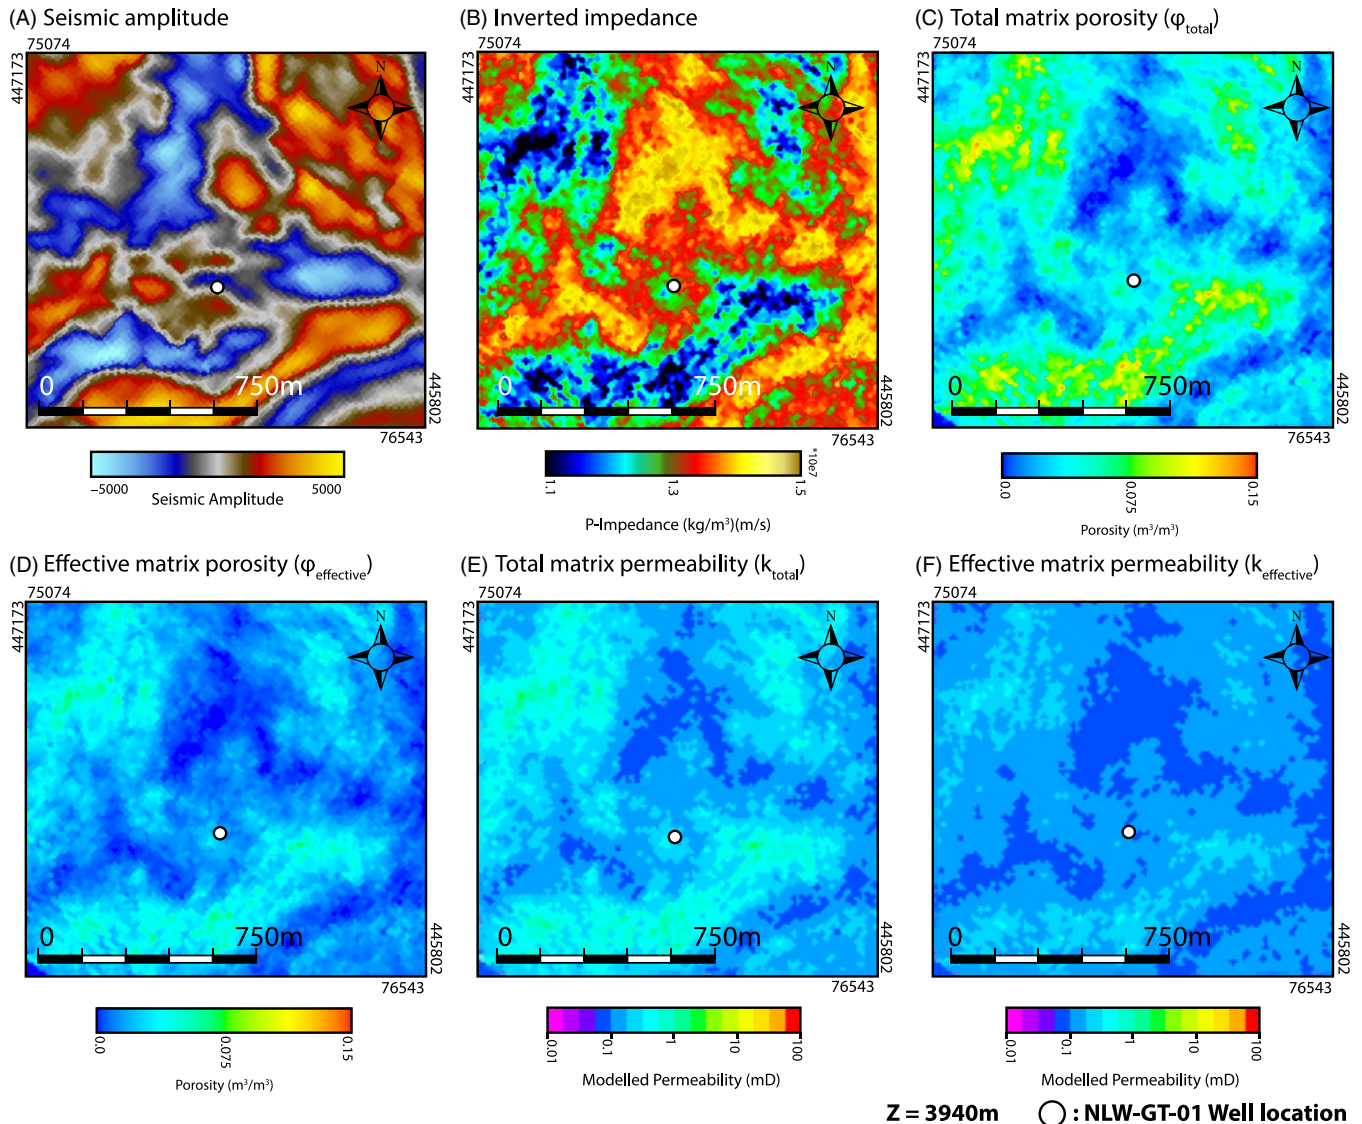 (A) Seismic amplitude
75074
447173
N
0 750m
445802
76543
−5000 5000
Seismic Amplitude
(B) Inverted impedance
75074
447173
N
0 750m
445802
76543
*10e7
1.1 1.3 1.5
P-Impedance (kg/m³)(m/s)
(C) Total matrix porosity (φtotal)
75074
447173
N
0 750m
445802
76543
0.0 0.075 0.15
Porosity (m³/m³)
(D) Effective matrix porosity (φeffective)
75074
447173
N
0 750m
445802
76543
0.0 0.075 0.15
Porosity (m³/m³)
(E) Total matrix permeability (ktotal)
75074
447173
N
0 750m
445802
76543
0.01 0.1 1 10 100
Modelled Permeability (mD)
(F) Effective matrix permeability (keffective)
75074
447173
N
0 750m
445802
76543
0.01 0.1 1 10 100
Modelled Permeability (mD)
Z = 3940m : NLW-GT-01 Well location